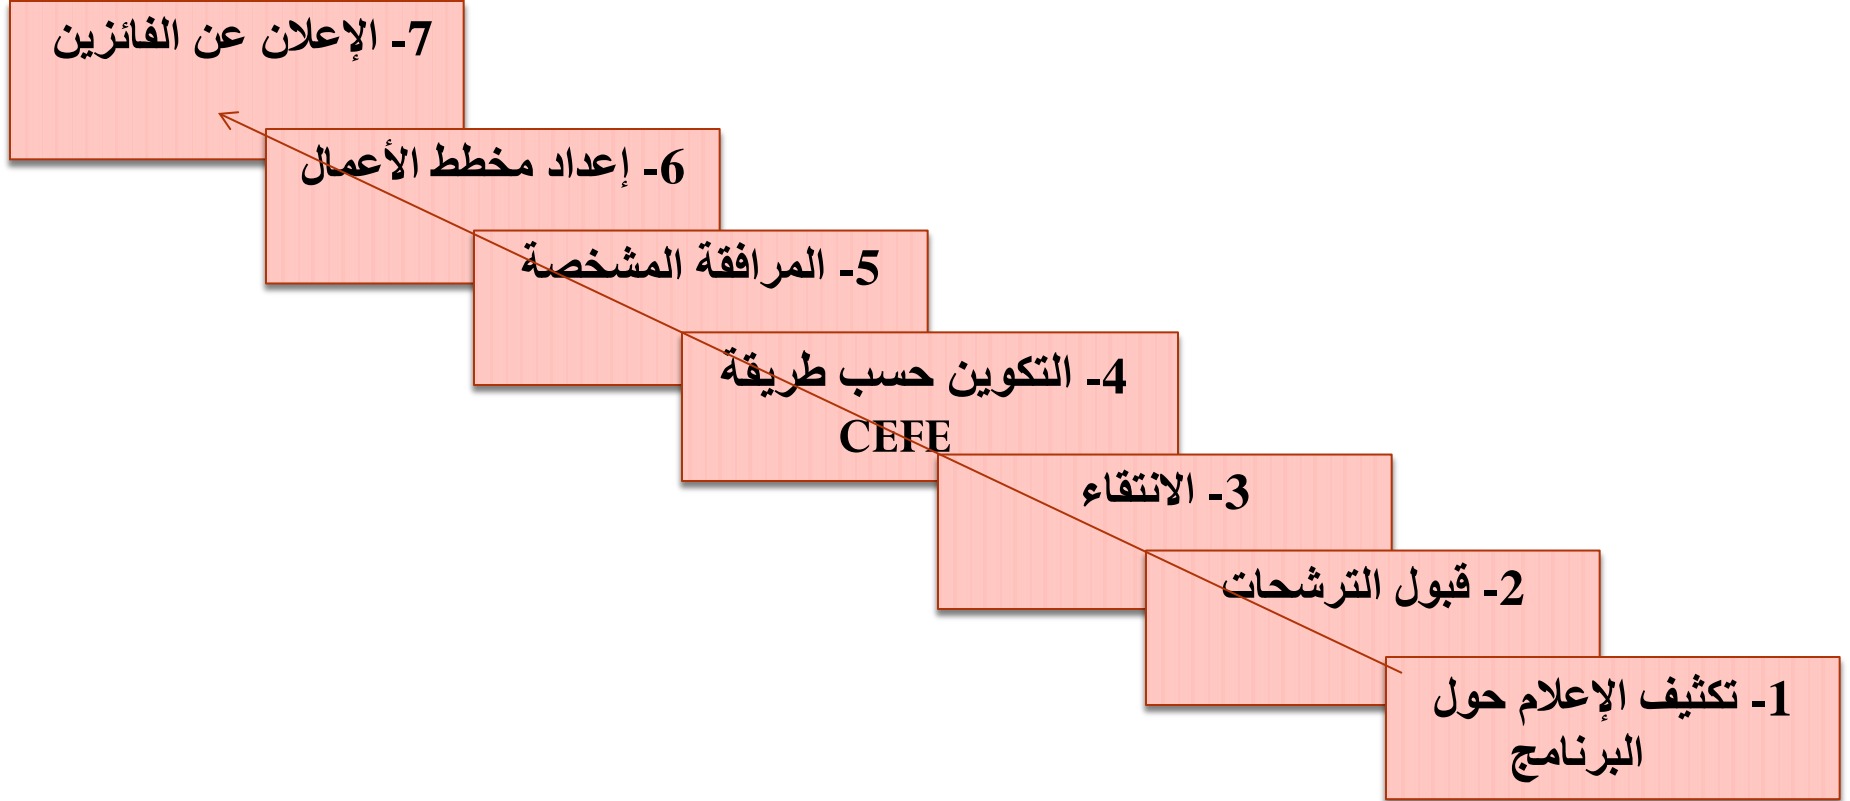 7- الإعلان عن الفائزين
6- إعداد مخطط الأعمال
5- المرافقة المشخصة
4- التكوين حسب طريقة
CEFE
3- الانتقاء
2- قبول الترشحات
1- تكثيف الإعلام حول
البرنامج